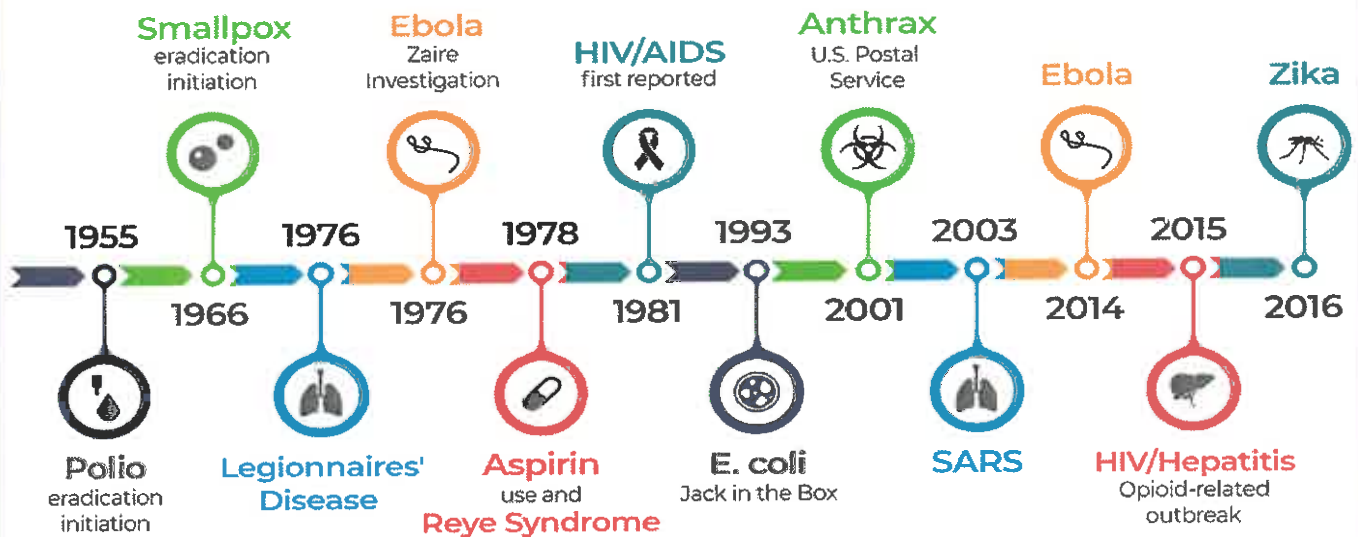 Smallpox
eradication
initiation
Ebola
Zaire
Investigation
HIV/AIDS
first reported
Anthrax
U.S. Postal
Service
Ebola
Zika
1955
1966
1976
1976
1978
1981
1993
2001
2003
2014
2015
2016
Polio
eradication
initiation
Legionnaires'
Disease
Aspirin
use and
Reye Syndrome
E. coli
Jack in the Box
SARS
HIV/Hepatitis
Opioid-related
outbreak